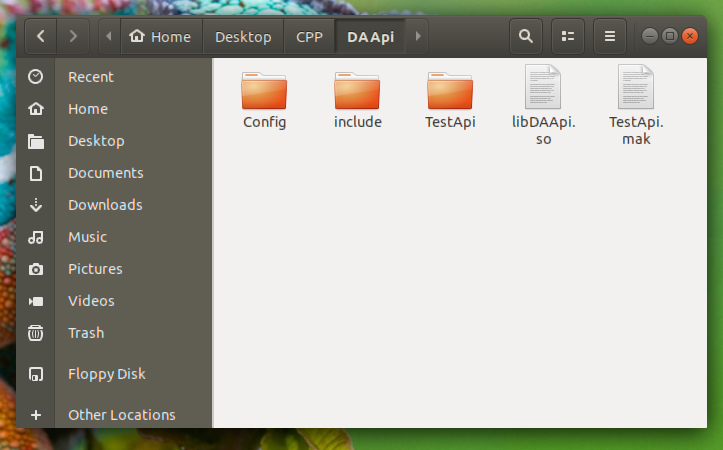 Home Desktop CPP DAApi
Recent
Home
Desktop
Documents
Downloads
Music
Pictures
Videos
Trash
Floppy Disk
Other Locations
Config include TestApi libDAApi. TestApi.
so mak